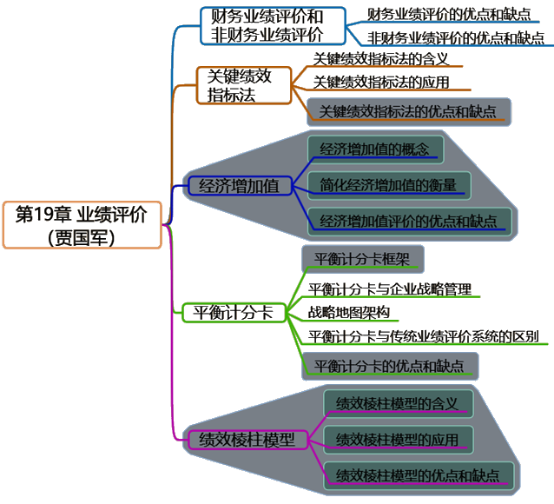 财务业绩评价和
非财务业绩评价
财务业绩评价的优点和缺点
非财务业绩评价的优点和缺点
关键绩效
指标法
关键绩效指标法的含义
关键绩效指标法的应用
关键绩效指标法的优点和缺点
经济增加值
经济增加值的概念
简化经济增加值的衡量
经济增加值评价的优点和缺点
第19章 业绩评价
（贾国军）
平衡计分卡
平衡计分卡框架
平衡计分卡与企业战略管理
战略地图架构
平衡计分卡与传统业绩评价系统的区别
平衡计分卡的优点和缺点
绩效棱柱模型
绩效棱柱模型的含义
绩效棱柱模型的应用
绩效棱柱模型的优点和缺点